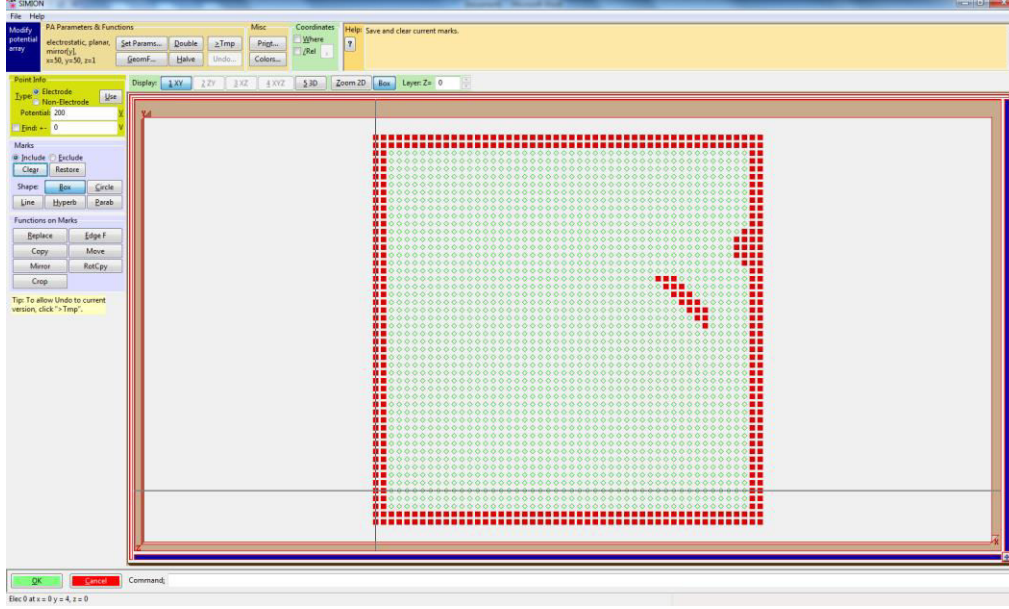 SIMION
File Help
Modify potential array
PA Parameters & Functions
electrostatic, planar, mirror[y],
x=50, y=50, z=1
Set Params... Double ≥Tmp
GeomF... Halve Undo...
Misc
Print...
Colors...
Coordinates
Where
(Rel .
Help: Save and clear current marks.
?
Point Info
Type: Electrode
Non-Electrode
Use
Potential: 200 V
Find: +- 0 V
Display: 1 XY 2 ZY 3 XZ 4 XYZ 5 3D Zoom 2D Box Layer: Z= 0
Marks
Include Exclude
Clear Restore
Shape: Box Circle
Line Hyperb Parab
Functions on Marks
Replace Edge F
Copy Move
Mirror RotCpy
Crop
Tip: To allow Undo to current
version, click ">Tmp".
OK Cancel Command:
Elec 0 at x = 0 y = 4, z = 0